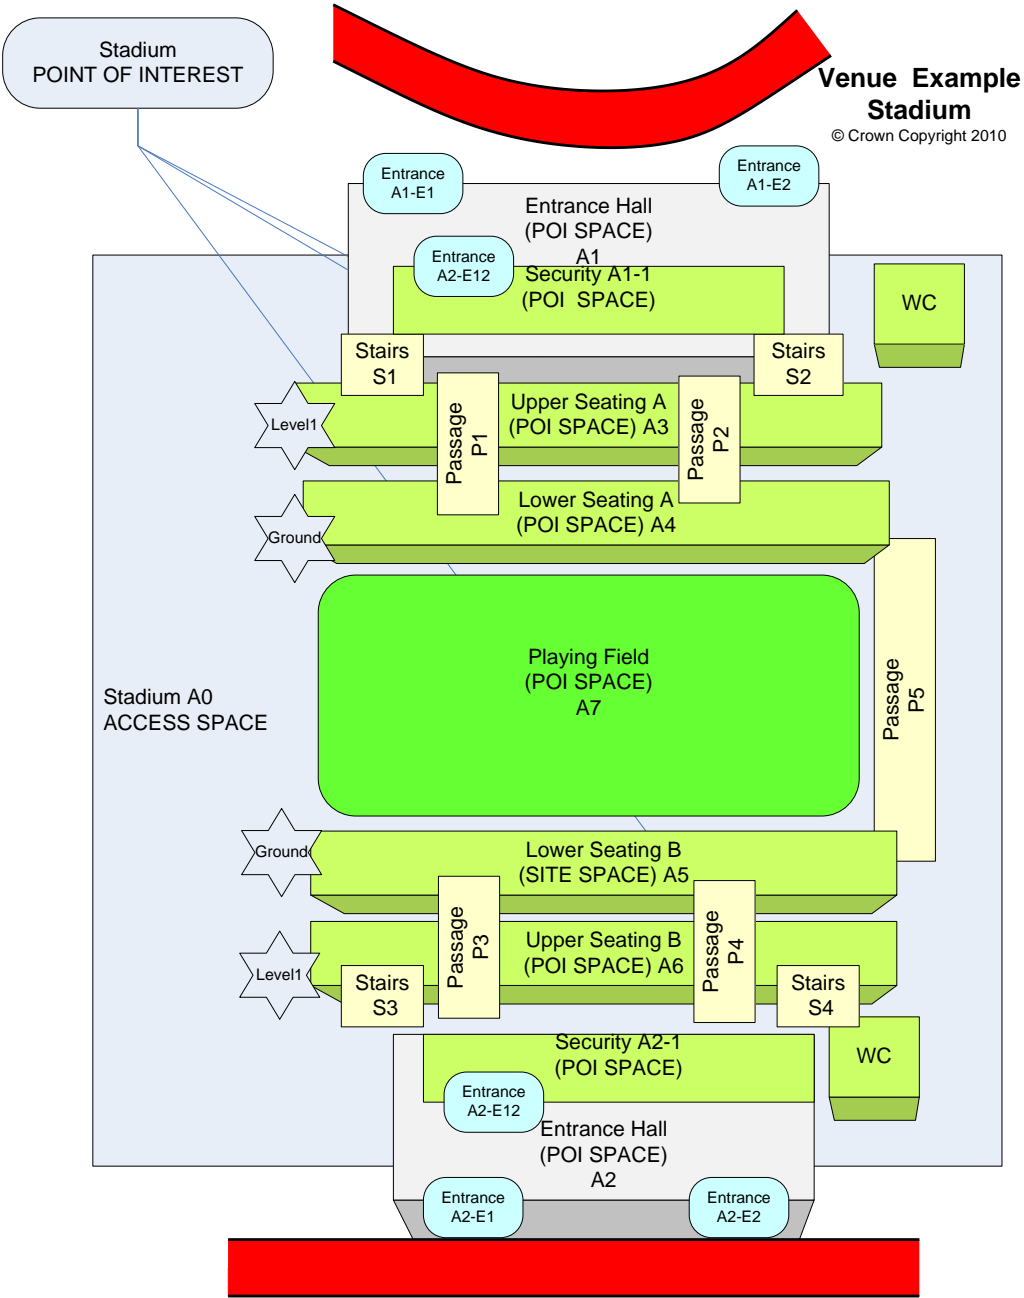 Stadium
POINT OF INTEREST
Venue  Example
Stadium
© Crown Copyright 2010
Entrance
A1-E1
Entrance
A1-E2
Entrance Hall
(POI SPACE)
A1
Entrance
A2-E12
Security A1-1
(POI  SPACE)
WC
Stairs
S1
Stairs
S2
Level1
Upper Seating A
(POI SPACE) A3
Passage
P1
Passage
P2
Ground
Lower Seating A
(POI SPACE) A4
Playing Field
(POI SPACE)
A7
Stadium A0
ACCESS SPACE
Passage
P5
Ground
Lower Seating B
(SITE SPACE) A5
Passage
P3
Passage
P4
Level1
Upper Seating B
(POI SPACE) A6
Stairs
S3
Stairs
S4
Security A2-1
(POI SPACE)
WC
Entrance
A2-E12
Entrance Hall
(POI SPACE)
A2
Entrance
A2-E1
Entrance
A2-E2